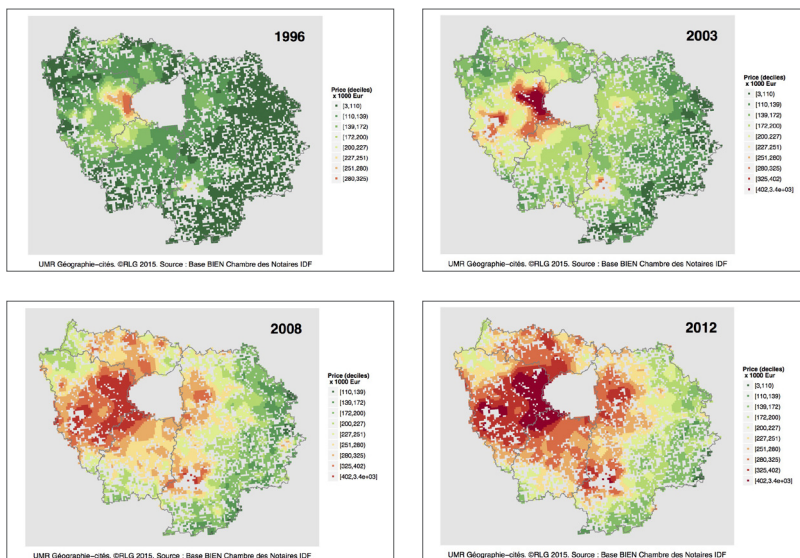 1996
Price (deciles)
x 1000 Eur
[3,110)
[110,139)
[139,172)
[172,200)
[200,227)
[227,251)
[251,280)
[280,325)
UMR Géographie-cités. ©RLG 2015. Source : Base BIEN Chambre des Notaires IDF
2003
Price (deciles)
x 1000 Eur
[3,110)
[110,139)
[139,172)
[172,200)
[200,227)
[227,251)
[251,280)
[280,325)
[325,402)
[402,3.4e+03]
UMR Géographie-cités. ©RLG 2015. Source : Base BIEN Chambre des Notaires IDF
2008
Price (deciles)
x 1000 Eur
[110,139)
[139,172)
[172,200)
[200,227)
[227,251)
[251,280)
[280,325)
[325,402)
[402,3.4e+03]
UMR Géographie-cités. ©RLG 2015. Source : Base BIEN Chambre des Notaires IDF
2012
Price (deciles)
x 1000 Eur
[3,110)
[110,139)
[139,172)
[172,200)
[200,227)
[227,251)
[251,280)
[280,325)
[325,402)
[402,3.4e+03]
UMR Géographie-cités. ©RLG 2015. Source : Base BIEN Chambre des Notaires IDF